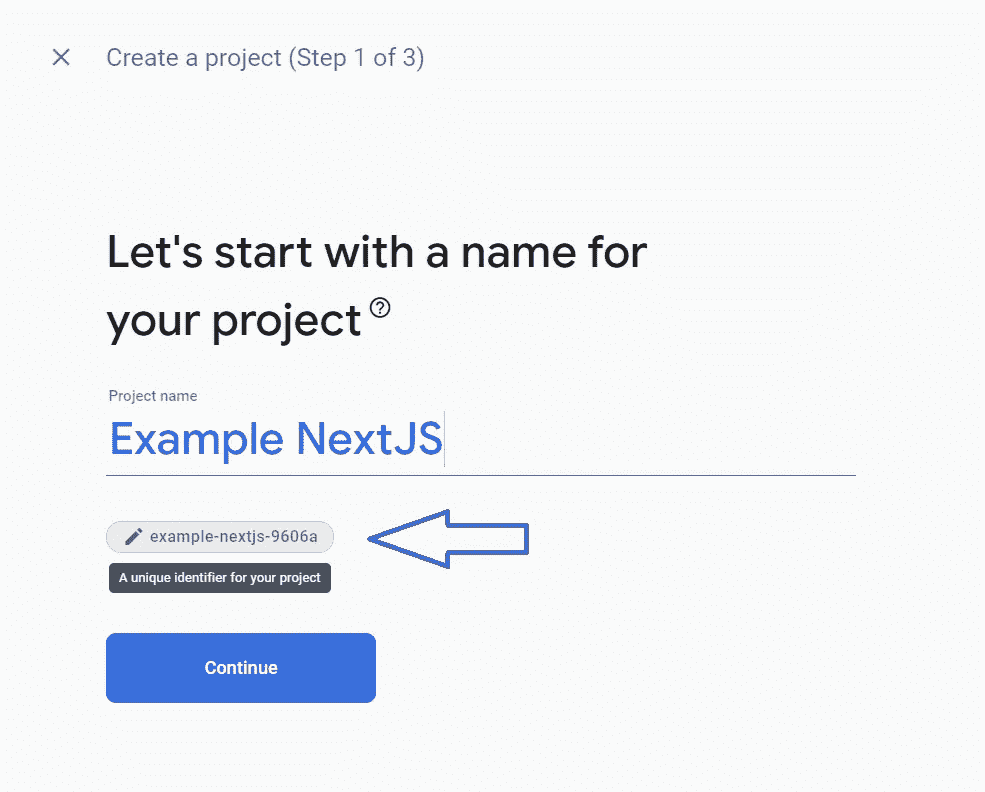 Create a project (Step 1 of 3)
Let's start with a name for
your project
Project name
Example NextJS
example-nextjs-9606a
A unique identifier for your project
Continue